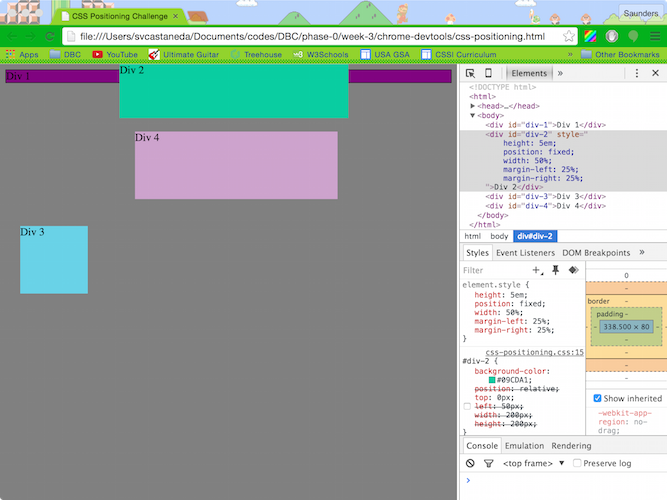 CSS Positioning Challenge
Saunders
file:///Users/svcastaneda/Documents/codes/DBC/phase-0/week-3/chrome-devtools/css-positioning.html
Apps DBC YouTube Ultimate Guitar Treehouse W3Schools USA GSA CSSi Curriculum » Other Bookmarks
Div 1
Div 2
Div 4
Div 3
Elements »
<!DOCTYPE html>
<html>
<head>…</head>
<body>
<div id="div-1">Div 1</div>
<div id="div-2" style="
height: 5em;
position: fixed;
width: 50%;
margin-left: 25%;
margin-right: 25%;
">Div 2</div>
<div id="div-3">Div 3</div>
<div id="div-4">Div 4</div>
</body>
</html>
html body div#div-2
Styles Event Listeners DOM Breakpoints »
Filter
element.style {
height: 5em;
position: fixed;
width: 50%;
margin-left: 25%;
margin-right: 25%;
}
css-positioning.css:15
#div-2 {
background-color:
#09CDA1;
position: relative;
top: 0px;
left: 50px;
width: 200px;
height: 200px;
}
0
-
border -
padding -
- - 338.500 × 80 - -
-
-
-
Show inherited
-webkit-app-
region: no-
drag;
Console Emulation Rendering
<top frame> ▼ Preserve log
>